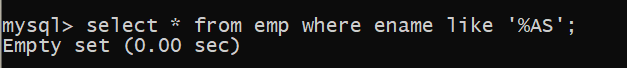 mysql> select * from emp where ename like '%AS';
Empty set (0.00 sec)